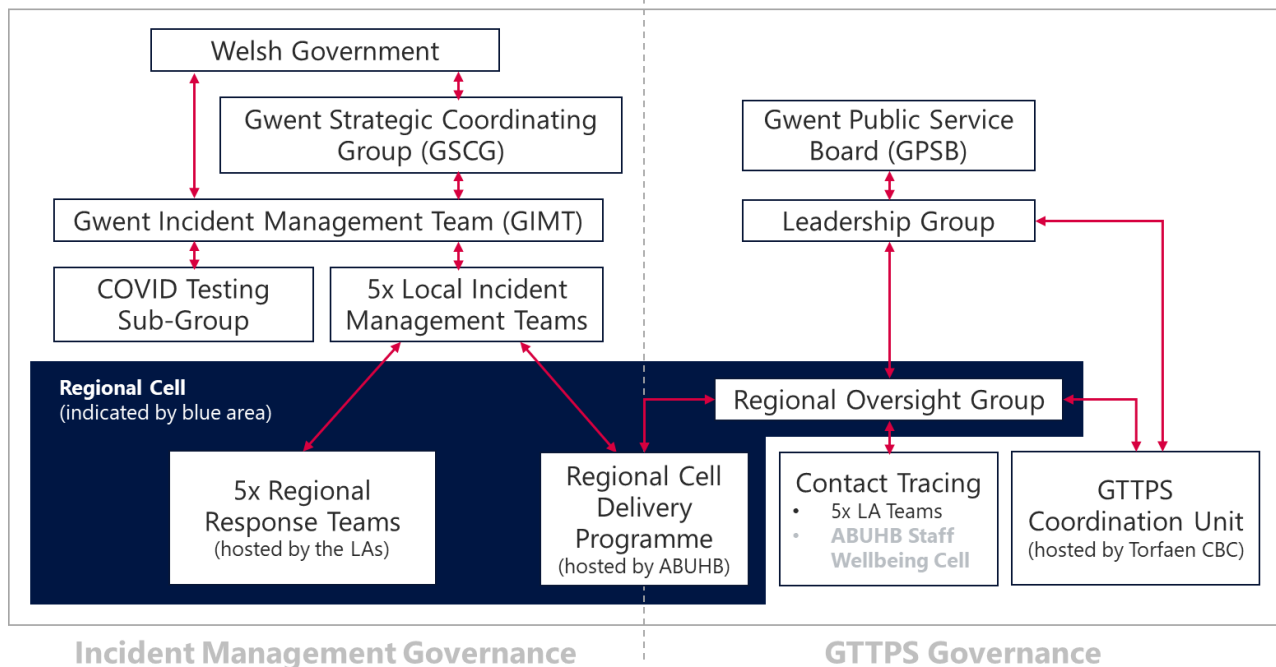 Welsh Government
Gwent Strategic Coordinating
Group (GSCG)
Gwent Incident Management Team (GIMT)
COVID Testing
Sub-Group
5x Local Incident
Management Teams
Gwent Public Service
Board (GPSB)
Leadership Group
Regional Cell
(indicated by blue area)
Regional Oversight Group
5x Regional
Response Teams
(hosted by the LAs)
Regional Cell
Delivery
Programme
(hosted by ABUHB)
Contact Tracing
• 5x LA Teams
• ABUHB Staff
Wellbeing Cell
GTTPS
Coordination Unit
(hosted by Torfaen CBC)
Incident Management Governance
GTTPS Governance